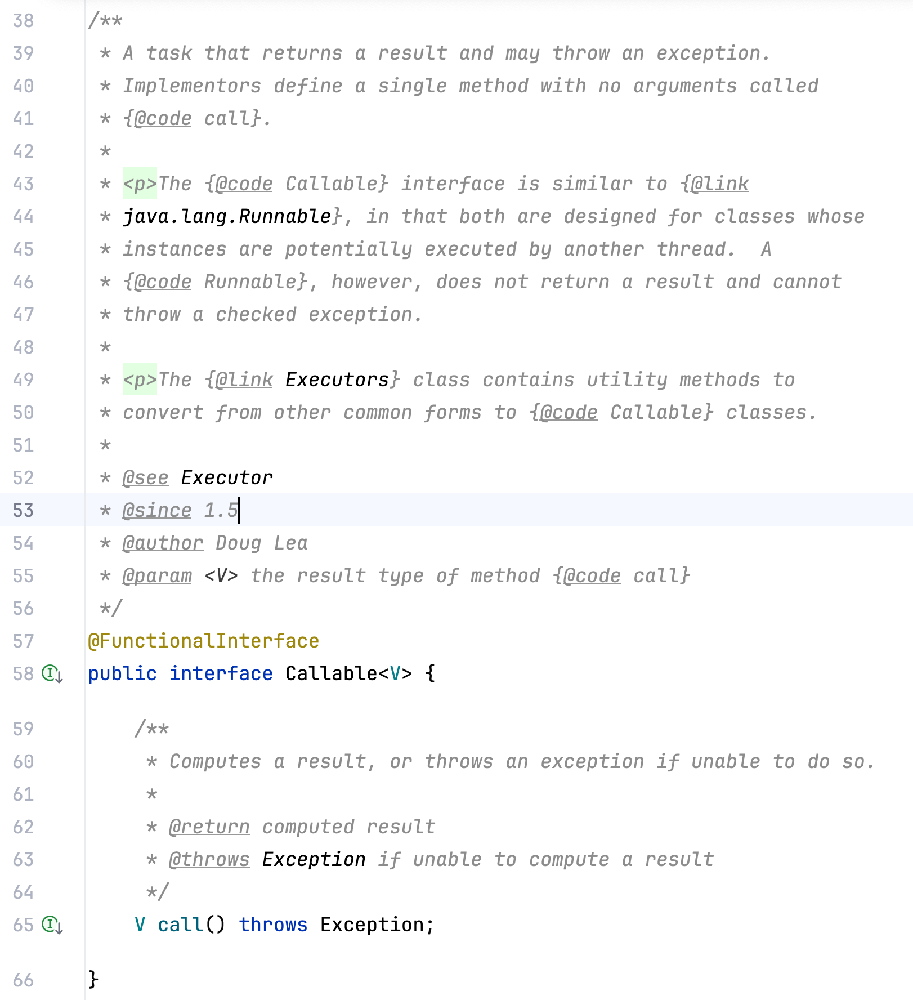 38 /**
39  * A task that returns a result and may throw an exception.
40  * Implementors define a single method with no arguments called
41  * {@code call}.
42  *
43  * <p>The {@code Callable} interface is similar to {@link
44  * java.lang.Runnable}, in that both are designed for classes whose
45  * instances are potentially executed by another thread.  A
46  * {@code Runnable}, however, does not return a result and cannot
47  * throw a checked exception.
48  *
49  * <p>The {@link Executors} class contains utility methods to
50  * convert from other common forms to {@code Callable} classes.
51  *
52  * @see Executor
53  * @since 1.5
54  * @author Doug Lea
55  * @param <V> the result type of method {@code call}
56  */
57 @FunctionalInterface
58 public interface Callable<V> {
59     /**
60      * Computes a result, or throws an exception if unable to do so.
61      *
62      * @return computed result
63      * @throws Exception if unable to compute a result
64      */
65     V call() throws Exception;
66 }